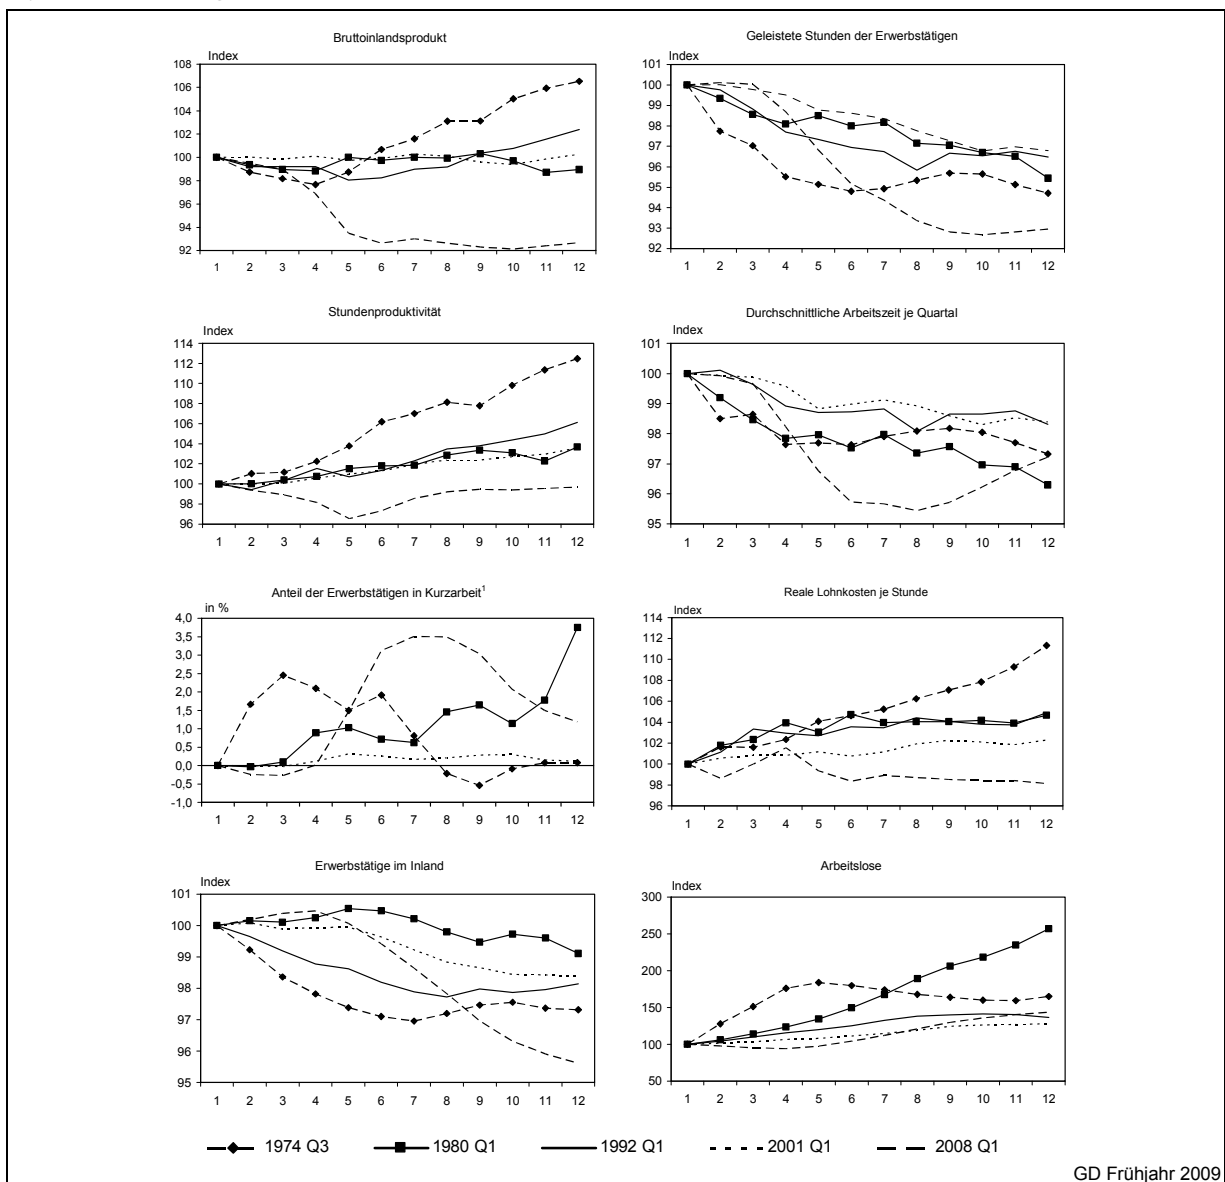 Bruttoinlandsprodukt
Index
108
106
104
102
100
98
96
94
92
1 2 3 4 5 6 7 8 9 10 11 12
Geleistete Stunden der Erwerbstätigen
Index
101
100
99
98
97
96
95
94
93
92
1 2 3 4 5 6 7 8 9 10 11 12
Stundenproduktivität
Index
114
112
110
108
106
104
102
100
98
96
1 2 3 4 5 6 7 8 9 10 11 12
Durchschnittliche Arbeitszeit je Quartal
Index
101
100
99
98
97
96
95
1 2 3 4 5 6 7 8 9 10 11 12
Anteil der Erwerbstätigen in Kurzarbeit¹
in %
4,0
3,5
3,0
2,5
2,0
1,5
1,0
0,5
0,0
-0,5
-1,0
1 2 3 4 5 6 7 8 9 10 11 12
Reale Lohnkosten je Stunde
Index
114
112
110
108
106
104
102
100
98
96
1 2 3 4 5 6 7 8 9 10 11 12
Erwerbstätige im Inland
Index
101
100
99
98
97
96
95
1 2 3 4 5 6 7 8 9 10 11 12
Arbeitslose
Index
300
250
200
150
100
50
1 2 3 4 5 6 7 8 9 10 11 12
1974 Q3 1980 Q1 1992 Q1 2001 Q1 2008 Q1
GD Frühjahr 2009